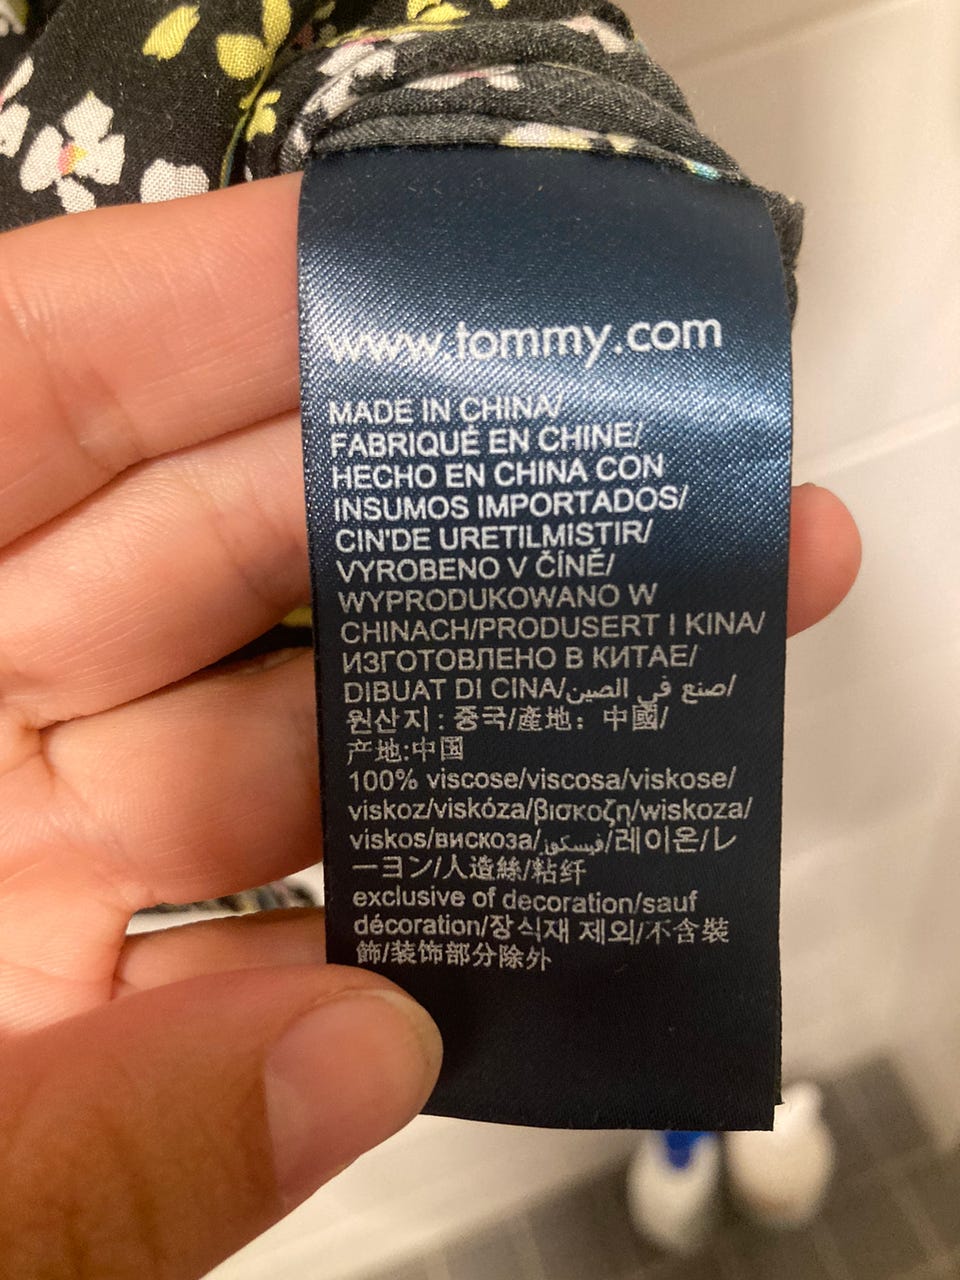 www.tommy.com
MADE IN CHINA/
FABRIQUÉ EN CHINE/
HECHO EN CHINA CON
INSUMOS IMPORTADOS/
CIN'DE URETILMISTIR/
VYROBENO V ČÍNĚ/
WYPRODUKOWANO W
CHINACH/PRODUSERT I KINA/
ИЗГОТОВЛЕНО В КИТАЕ/
DIBUAT DI CINA/صنع في الصين/
원산지: 중국/產地: 中國/
产地:中国
100% viscose/viscosa/viskose/
viskoz/viskóza/βισκοζη/wiskoza/
viskos/вискоза/فيسكوز/레이온/レ
ーヨン/人造絲/粘纤
exclusive of decoration/sauf
décoration/장식재 제외/不含裝
飾/装饰部分除外